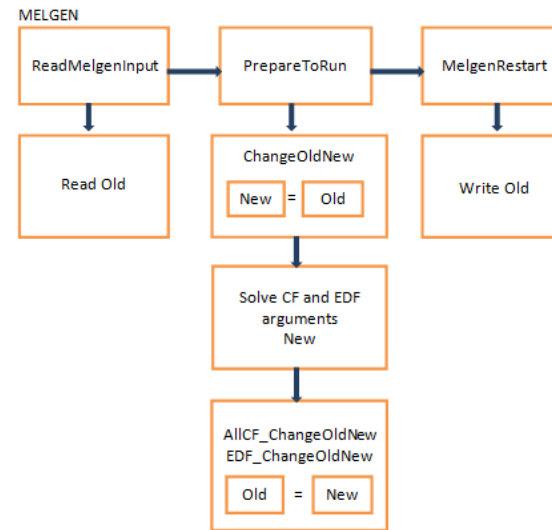 MELGEN
ReadMelgenInput
PrepareToRun
MelgenRestart
Read Old
ChangeOldNew
New = Old
Write Old
Solve CF and EDF
arguments
New
AllCF_ChangeOldNew
EDF_ChangeOldNew
Old = New